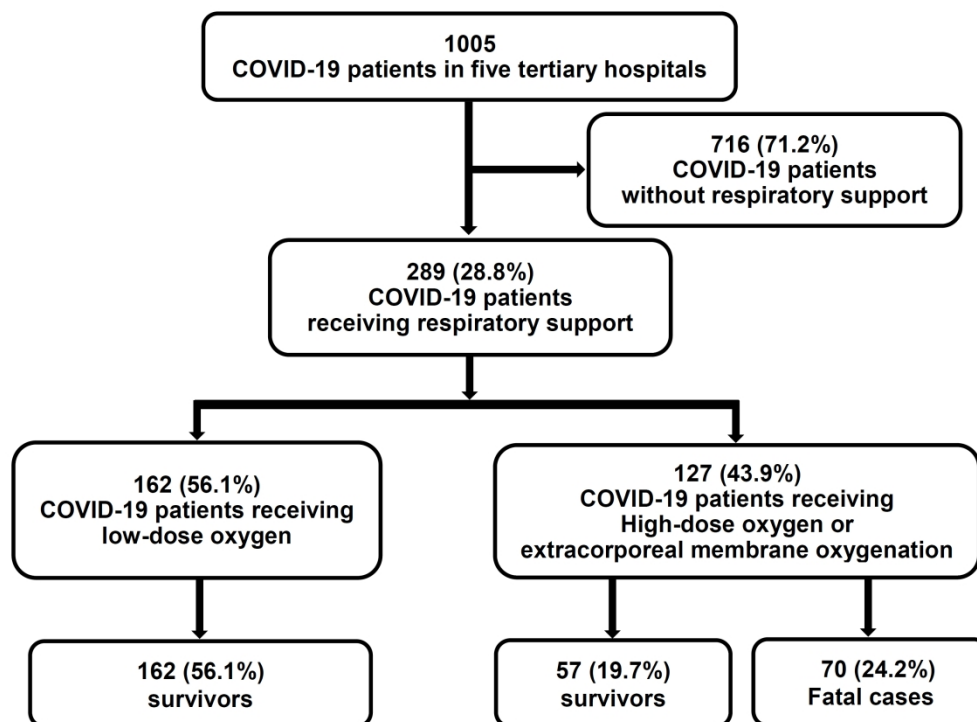 1005
COVID-19 patients in five tertiary hospitals
716 (71.2%)
COVID-19 patients
without respiratory support
289 (28.8%)
COVID-19 patients
receiving respiratory support
162 (56.1%)
COVID-19 patients receiving
low-dose oxygen
127 (43.9%)
COVID-19 patients receiving
High-dose oxygen or
extracorporeal membrane oxygenation
162 (56.1%)
survivors
57 (19.7%)
survivors
70 (24.2%)
Fatal cases